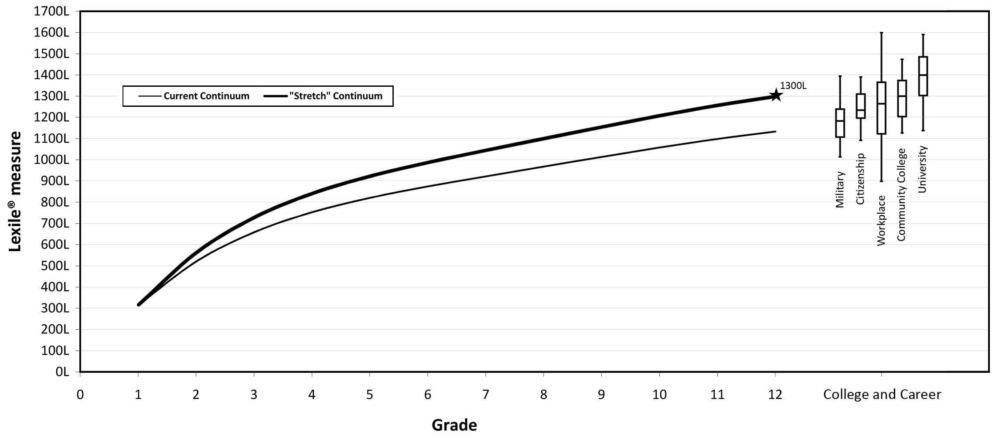 1700L
1600L
1500L
1400L
1300L
1200L
1100L
1000L
900L
800L
700L
600L
500L
400L
300L
200L
100L
0L
Lexile® measure
Current Continuum "Stretch" Continuum
1300L
Military
Citizenship
Workplace
Community College
University
0 1 2 3 4 5 6 7 8 9 10 11 12 College and Career
Grade